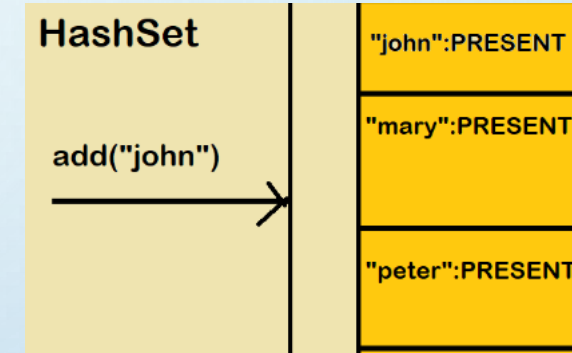 HashSet
add("john")
"john":PRESENT
"mary":PRESENT
"peter":PRESENT